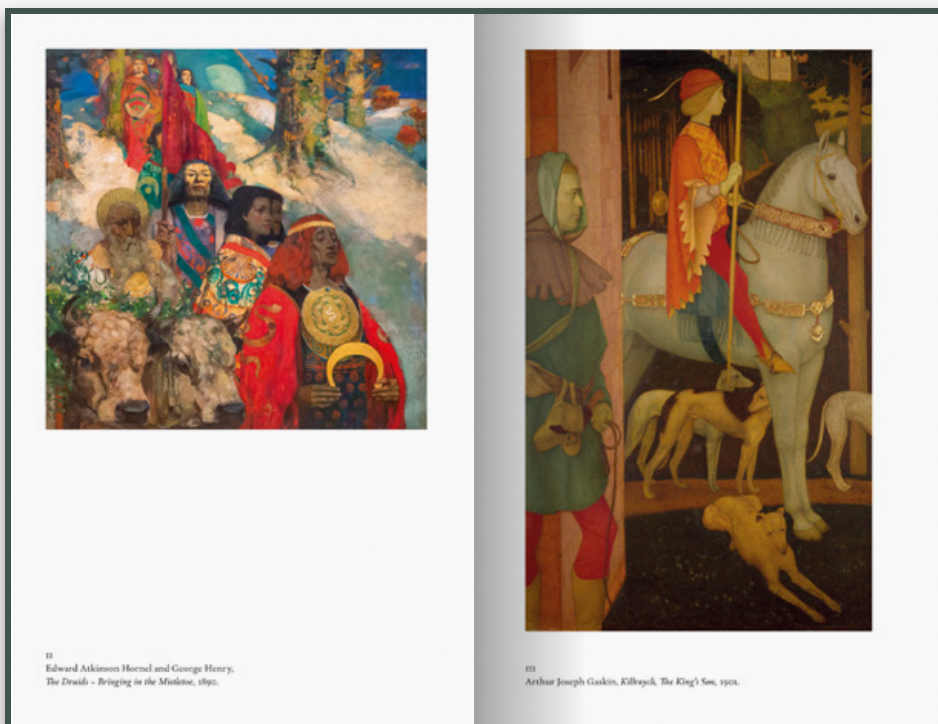 II
Edward Atkinson Hornel and George Henry,
The Druids – Bringing in the Mistletoe, 1890.
III
Arthur Joseph Gaskin, Kilhwych, The King's Son, 1901.